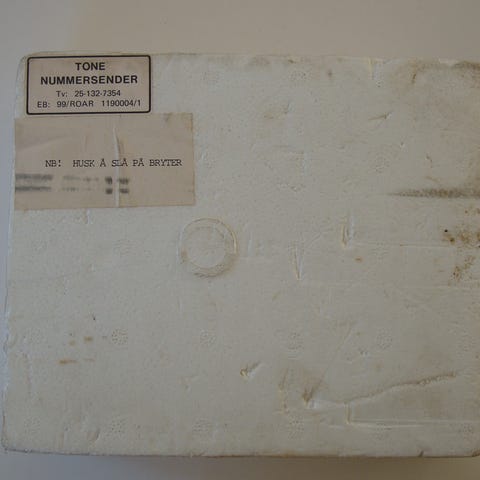 TONE
NUMMERSENDER
Tv: 25-132-7354
EB: 99/ROAR 1190004/1
NB! HUSK Å SLÅ PÅ BRYTER